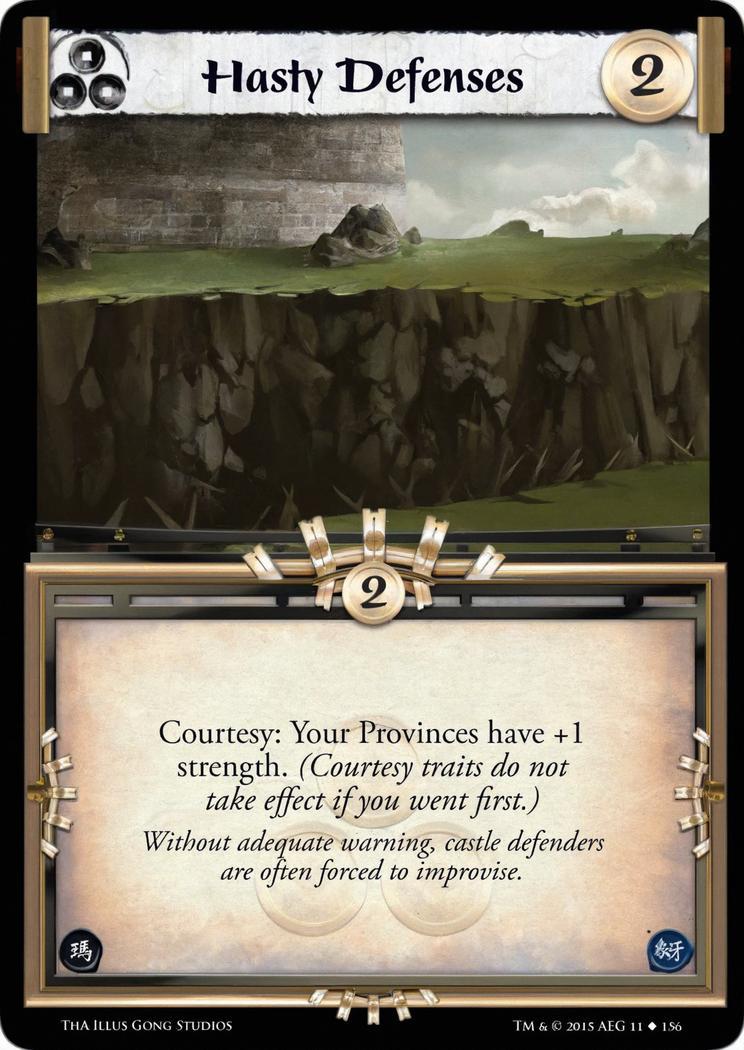 Hasty Defenses
2
2
Courtesy: Your Provinces have +1
strength. (Courtesy traits do not
take effect if you went first.)
Without adequate warning, castle defenders
are often forced to improvise.
瑪
THA ILLUS GONG STUDIOS
TM & © 2015 AEG 11 ◆ 156